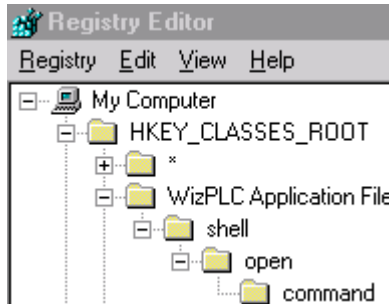 Registry Editor
Registry Edit View Help
My Computer
HKEY_CLASSES_ROOT
*
WizPLC Application File
shell
open
command